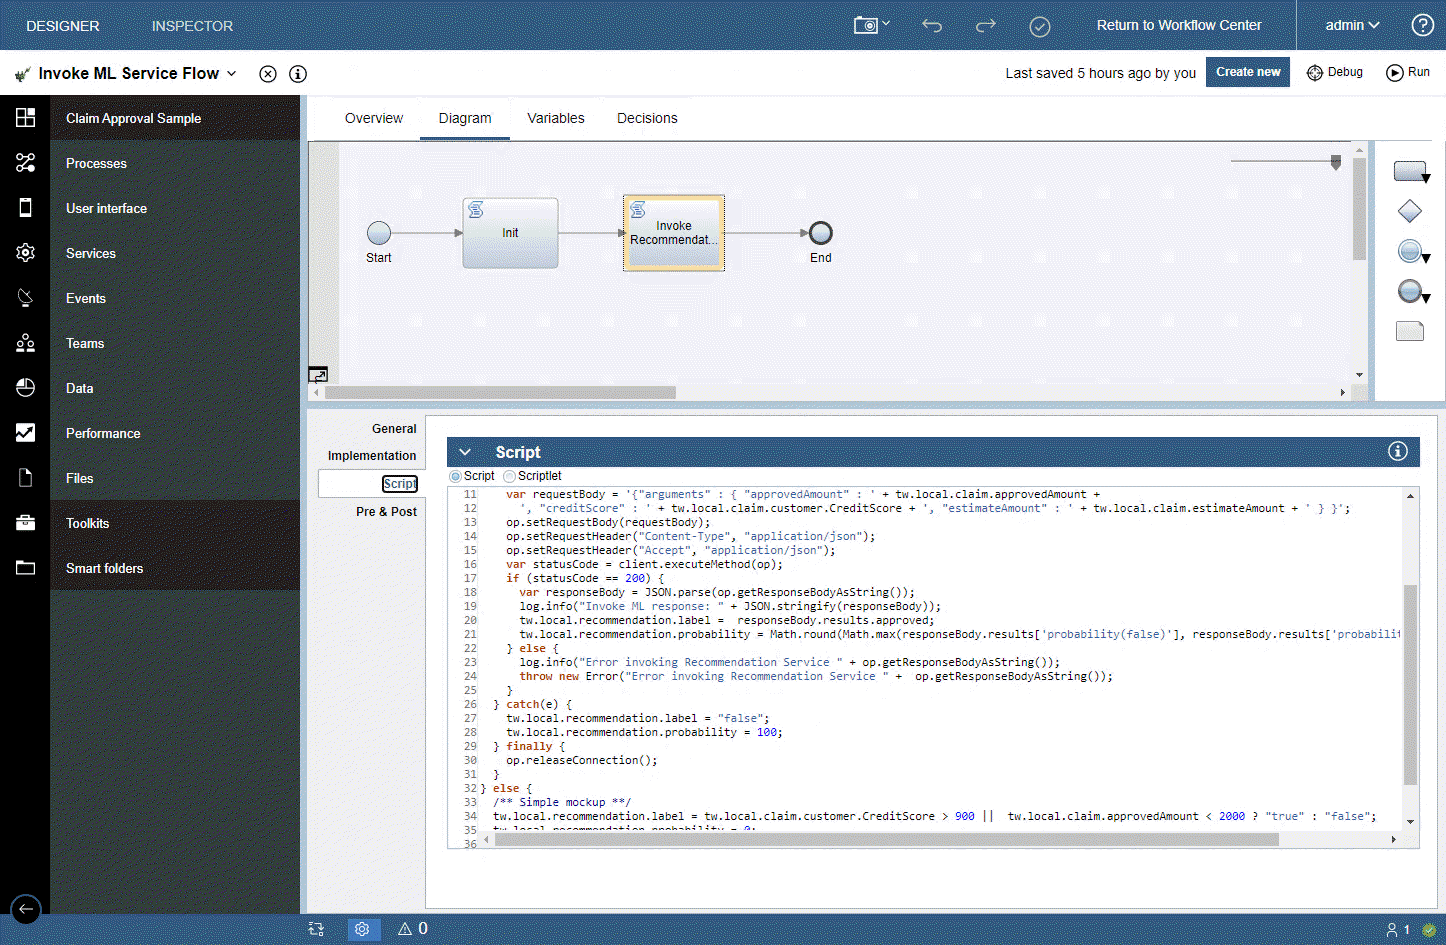 DESIGNER INSPECTOR Return to Workflow Center admin
Invoke ML Service Flow Last saved 5 hours ago by you Create new Debug Run
Claim Approval Sample
Processes
User interface
Services
Events
Teams
Data
Performance
Files
Toolkits
Smart folders
Overview Diagram Variables Decisions
Start
Init
Invoke
Recommendat...
End
General
Implementation
Script
Pre & Post
Script
Script Scriptlet
11 var requestBody = '{"arguments" : { "approvedAmount" : ' + tw.local.claim.approvedAmount +
12 ', "creditScore" : ' + tw.local.claim.customer.CreditScore + ', "estimateAmount" : ' + tw.local.claim.estimateAmount + ' } }';
13 op.setRequestBody(requestBody);
14 op.setRequestHeader("Content-Type", "application/json");
15 op.setRequestHeader("Accept", "application/json");
16 var statusCode = client.executeMethod(op);
17 if (statusCode == 200) {
18 var responseBody = JSON.parse(op.getResponseBodyAsString());
19 log.info("Invoke ML response: " + JSON.stringify(responseBody));
20 tw.local.recommendation.label = responseBody.results.approved;
21 tw.local.recommendation.probability = Math.round(Math.max(responseBody.results['probability(false)'], responseBody.results['probabilit
22 } else {
23 log.info("Error invoking Recommendation Service " + op.getResponseBodyAsString());
24 throw new Error("Error invoking Recommendation Service " + op.getResponseBodyAsString());
25 }
26 } catch(e) {
27 tw.local.recommendation.label = "false";
28 tw.local.recommendation.probability = 100;
29 } finally {
30 op.releaseConnection();
31 }
32 } else {
33 /** Simple mockup **/
34 tw.local.recommendation.label = tw.local.claim.customer.CreditScore > 900 || tw.local.claim.approvedAmount < 2000 ? "true" : "false";
35 tw.local.recommendation.probability = 0;
36
0
1